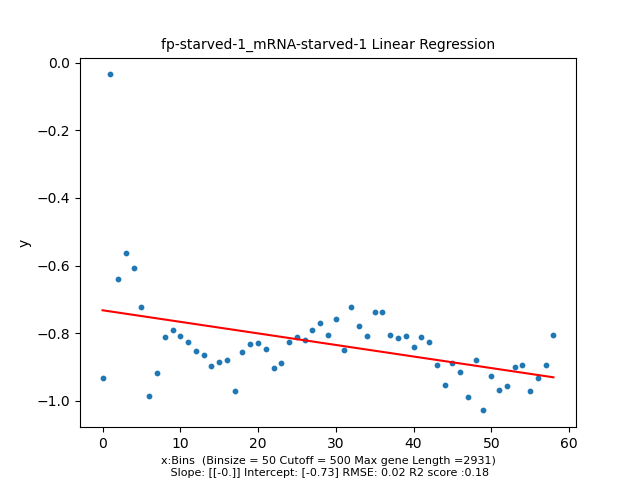 fp-starved-1_mRNA-starved-1 Linear Regression
0.0
−0.2
−0.4
−0.6
−0.8
−1.0
y
0 10 20 30 40 50 60
x:Bins  (Binsize = 50 Cutoff = 500 Max gene Length =2931)
Slope: [[-0.]] Intercept: [-0.73] RMSE: 0.02 R2 score :0.18